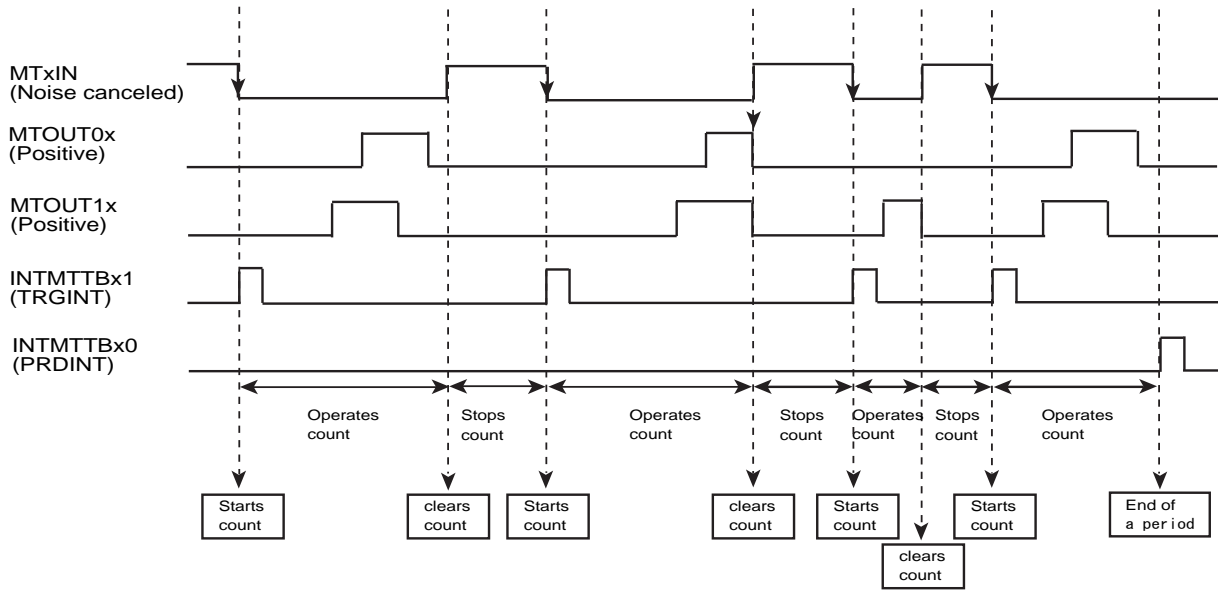 MTxIN
(Noise canceled)
MTOUT0x
(Positive)
MTOUT1x
(Positive)
INTMTTBx1
(TRGINT)
INTMTTBx0
(PRDINT)
Operates
count
Stops
count
Operates
count
Stops
count
Operates
count
Stops
count
Operates
count
Starts
count
clears
count
Starts
count
clears
count
Starts
count
clears
count
Starts
count
End of
a period